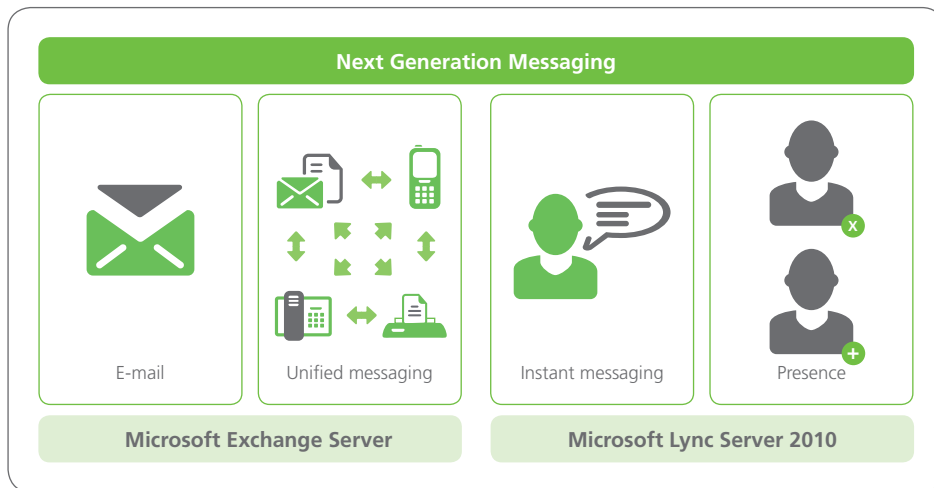 Next Generation Messaging
E-mail
Unified messaging
Instant messaging
x
+
Presence
Microsoft Exchange Server
Microsoft Lync Server 2010